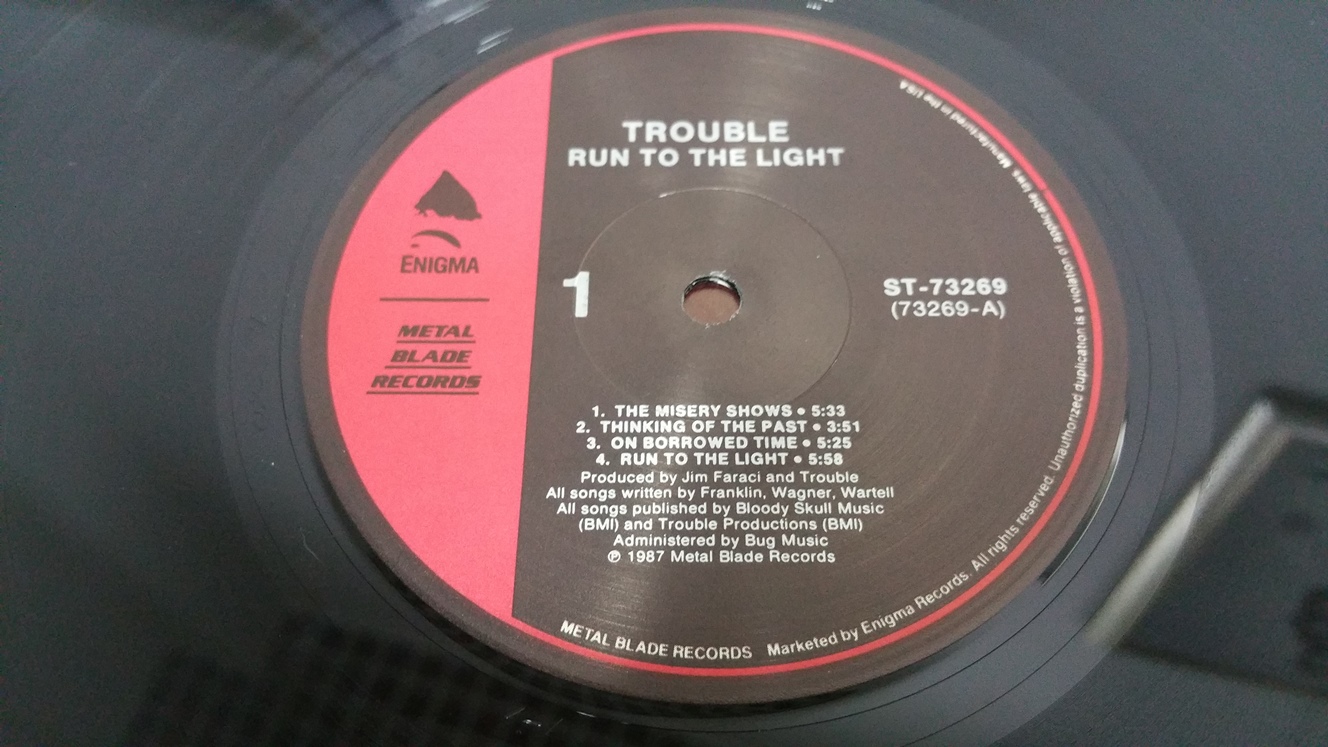 TROUBLE
RUN TO THE LIGHT
ENIGMA
METAL
BLADE
RECORDS
1
ST-73269
(73269-A)
1. THE MISERY SHOWS • 5:33
2. THINKING OF THE PAST • 3:51
3. ON BORROWED TIME • 5:25
4. RUN TO THE LIGHT • 5:58
Produced by Jim Faraci and Trouble
All songs written by Franklin, Wagner, Wartell
All songs published by Bloody Skull Music
(BMI) and Trouble Productions (BMI)
Administered by Bug Music
℗ 1987 Metal Blade Records
METAL BLADE RECORDS Marketed by Enigma Records. All rights reserved. Unauthorized duplication is a violation of applicable laws. Manufactured in the USA